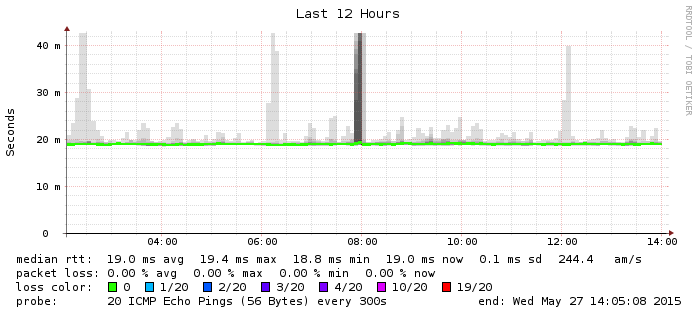 Last 12 Hours
RRDTOOL / TOBI OETIKER
Seconds
40 m
30 m
20 m
10 m
0
04:00 06:00 08:00 10:00 12:00 14:00
median rtt: 19.0 ms avg 19.4 ms max 18.8 ms min 19.0 ms now 0.1 ms sd 244.4 am/s
packet loss: 0.00 % avg 0.00 % max 0.00 % min 0.00 % now
loss color: 0 1/20 2/20 3/20 4/20 10/20 19/20
probe: 20 ICMP Echo Pings (56 Bytes) every 300s end: Wed May 27 14:05:08 2015